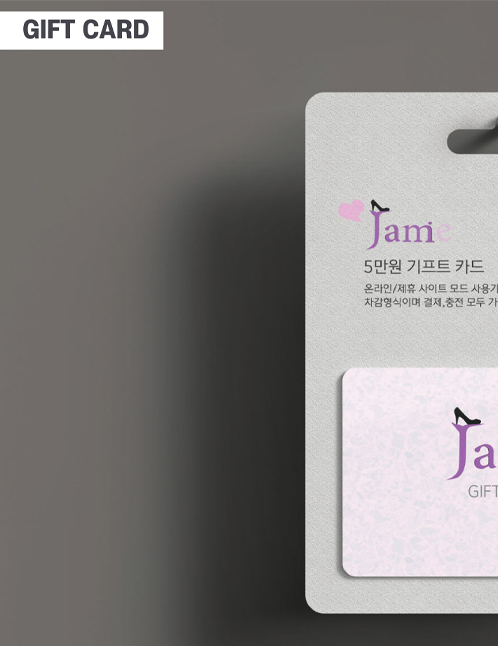 GIFT CARD
Jamie
5만원 기프트 카드
온라인/제휴 사이트 모드 사용가
차감형식이며 결제,충전 모두 가
Ja
GIFT